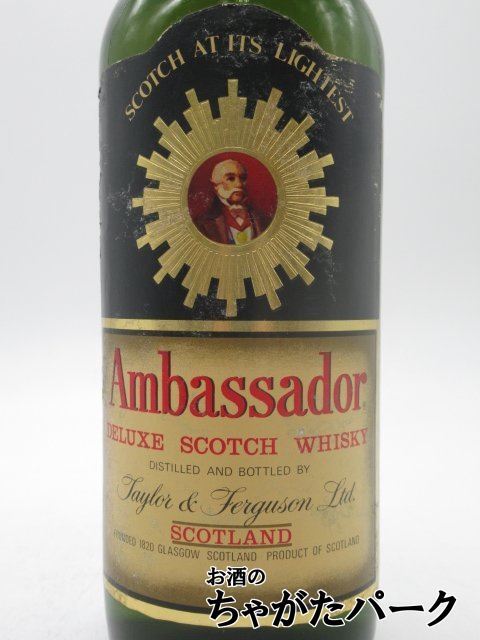 SCOTCH AT ITS LIGHTEST
Ambassador
DELUXE SCOTCH WHISKY
DISTILLED AND BOTTLED BY
Taylor & Ferguson Ltd.
SCOTLAND
FOUNDED 1820 GLASGOW SCOTLAND PRODUCT OF SCOTLAND
お酒の
ちゃがたパーク